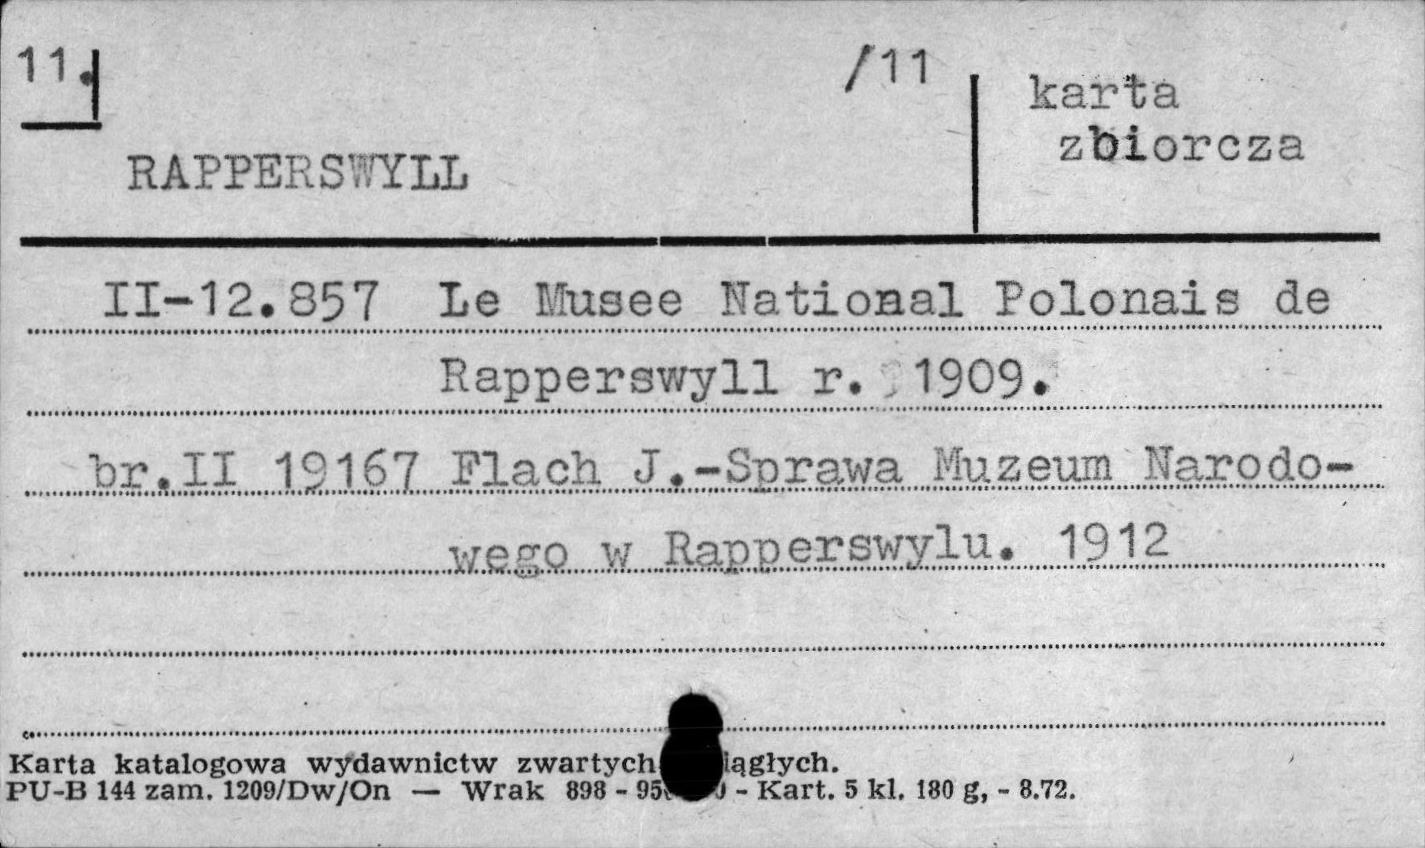 11.
/11
karta
zbiorcza
RAPPERSWYLL
II-12.857 Le Musee National Polonais de
Rapperswyll r. 1909.
br.II 19167 Flach J.-Sprawa Muzeum Narodo-
wego w Rapperswylu. 1912
Karta katalogowa wydawnictw zwartych
PU-B 144 zam. 1209/Dw/On — Wrak 898 - - Kart. 5 kl. 180 g, - 8.72.